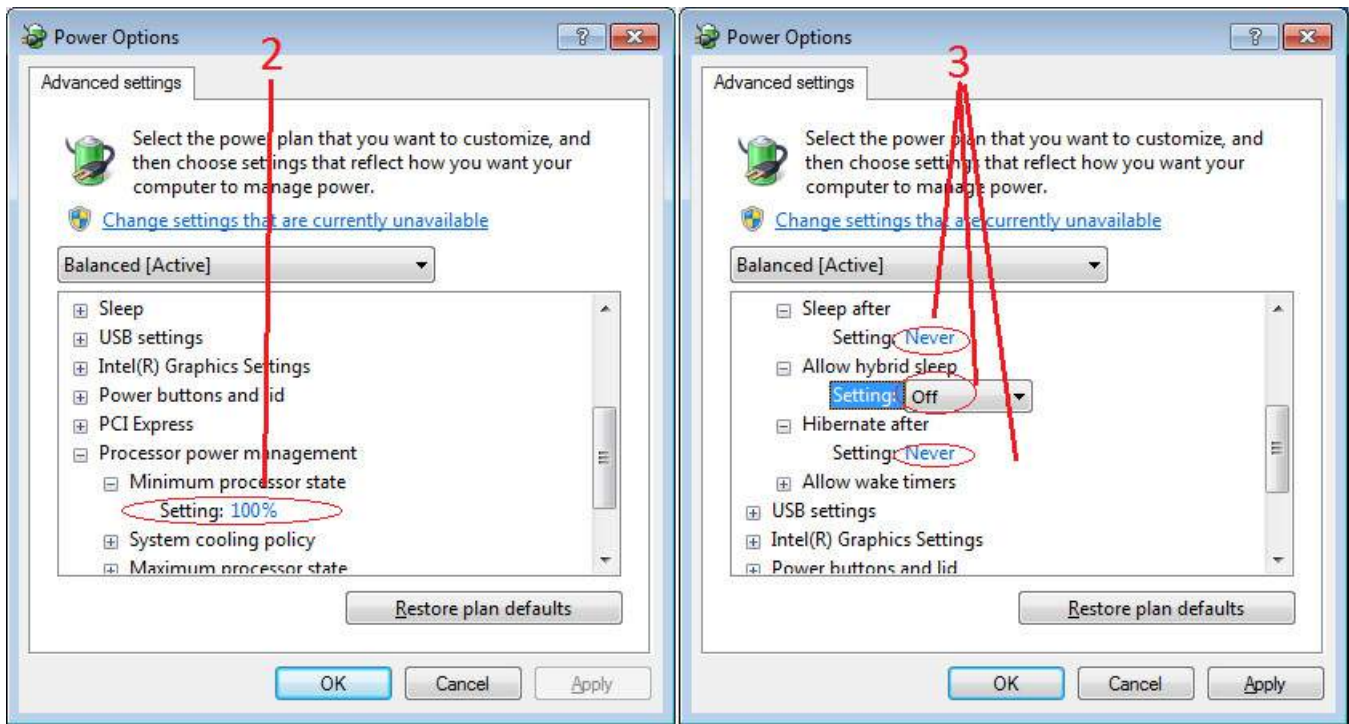 Power Options
2
Advanced settings
Select the power plan that you want to customize, and
then choose settings that reflect how you want your
computer to manage power.
Change settings that are currently unavailable
Balanced [Active]
Sleep
USB settings
Intel(R) Graphics Settings
Power buttons and lid
PCI Express
Processor power management
Minimum processor state
Setting: 100%
System cooling policy
Maximum processor state
Restore plan defaults
OK Cancel Apply
Power Options
3
Advanced settings
Select the power plan that you want to customize, and
then choose settings that reflect how you want your
computer to manage power.
Change settings that are currently unavailable
Balanced [Active]
Sleep after
Setting: Never
Allow hybrid sleep
Setting: Off
Hibernate after
Setting: Never
Allow wake timers
USB settings
Intel(R) Graphics Settings
Power buttons and lid
Restore plan defaults
OK Cancel Apply